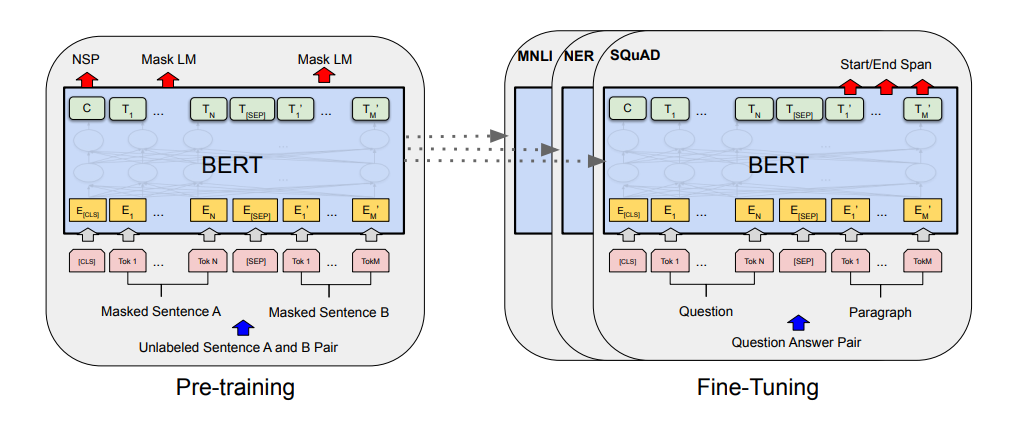 NSP Mask LM Mask LM
C T1 ... TN T[SEP] T1' ... TM'
BERT
E[CLS] E1 ... EN E[SEP] E1' ... EM'
[CLS] Tok 1 ... Tok N [SEP] Tok 1 ... TokM
Masked Sentence A Masked Sentence B
Unlabeled Sentence A and B Pair
Pre-training
MNLI NER SQuAD
Start/End Span
C T1 ... TN T[SEP] T1' ... TM'
BERT
E[CLS] E1 ... EN E[SEP] E1' ... EM'
[CLS] Tok 1 ... Tok N [SEP] Tok 1 ... TokM
Question Paragraph
Question Answer Pair
Fine-Tuning